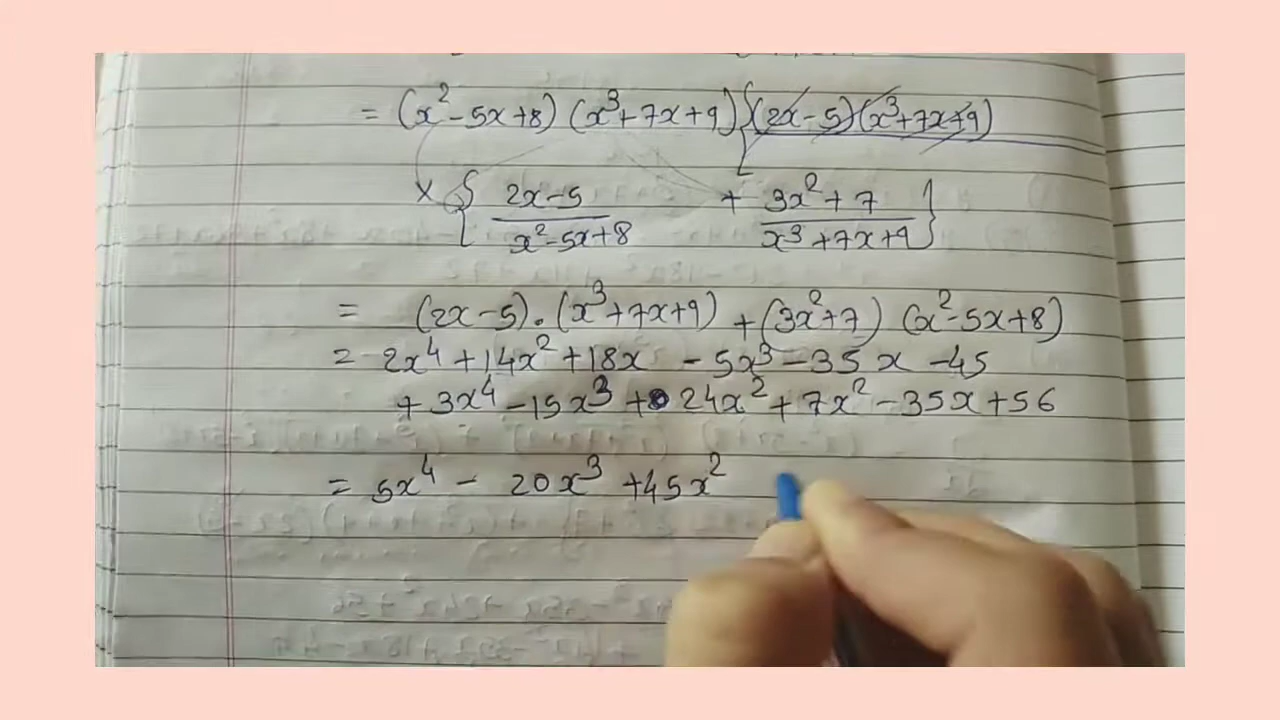 = (x² - 5x + 8) (x³ + 7x + 9) { (2x - 5) (x³ + 7x + 9)
× { (2x - 5)/(x² - 5x + 8) + (3x² + 7)/(x³ + 7x + 9) }
= (2x - 5) . (x³ + 7x + 9) + (3x² + 7) (x² - 5x + 8)
= 2x⁴ + 14x² + 18x - 5x³ - 35x - 45
+ 3x⁴ - 15x³ + 24x² + 7x² - 35x + 56
= 5x⁴ - 20x³ + 45x²